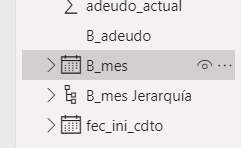 adeudo_actual
B_adeudo
B_mes
B_mes Jerarquía
fec_ini_cdto